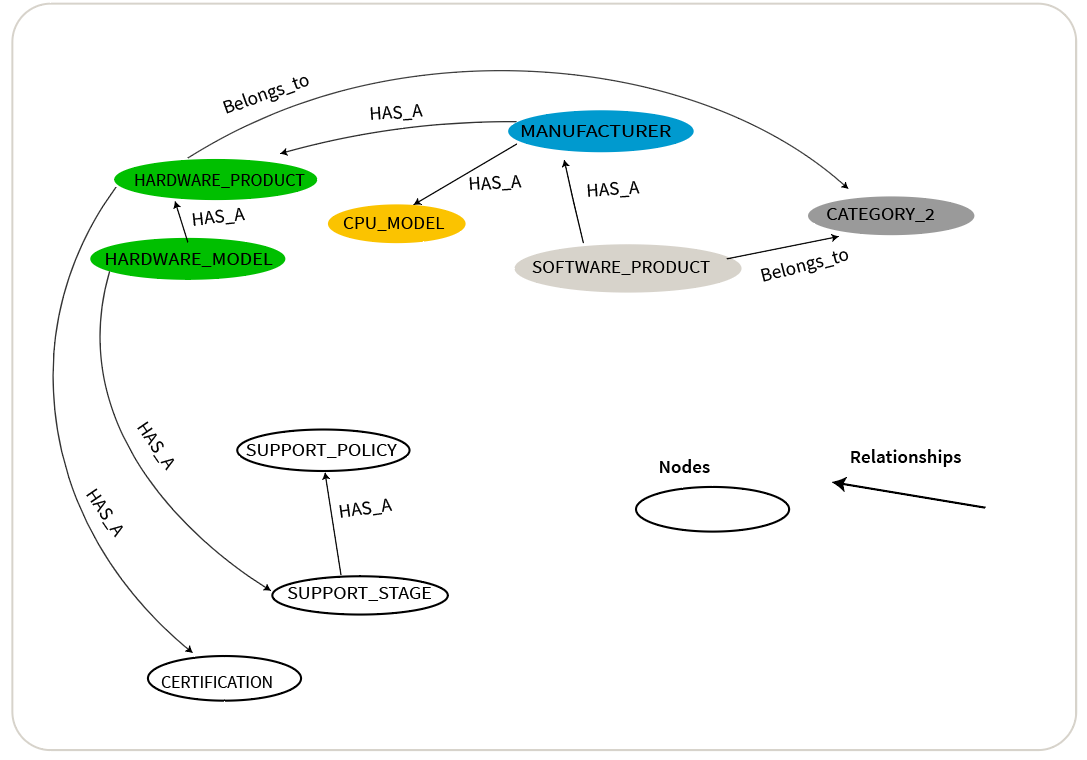 Belongs_to
HAS_A
MANUFACTURER
HARDWARE_PRODUCT
HAS_A
HAS_A
CATEGORY_2
HAS_A
CPU_MODEL
HARDWARE_MODEL
SOFTWARE_PRODUCT
Belongs_to
HAS_A
SUPPORT_POLICY
Nodes
Relationships
HAS_A
HAS_A
SUPPORT_STAGE
CERTIFICATION